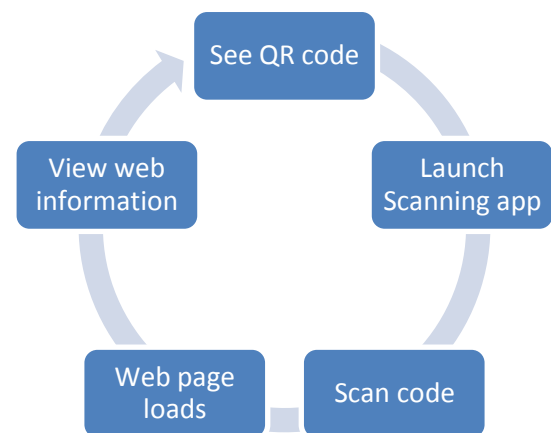 See QR code
Launch
Scanning app
Scan code
Web page
loads
View web
information